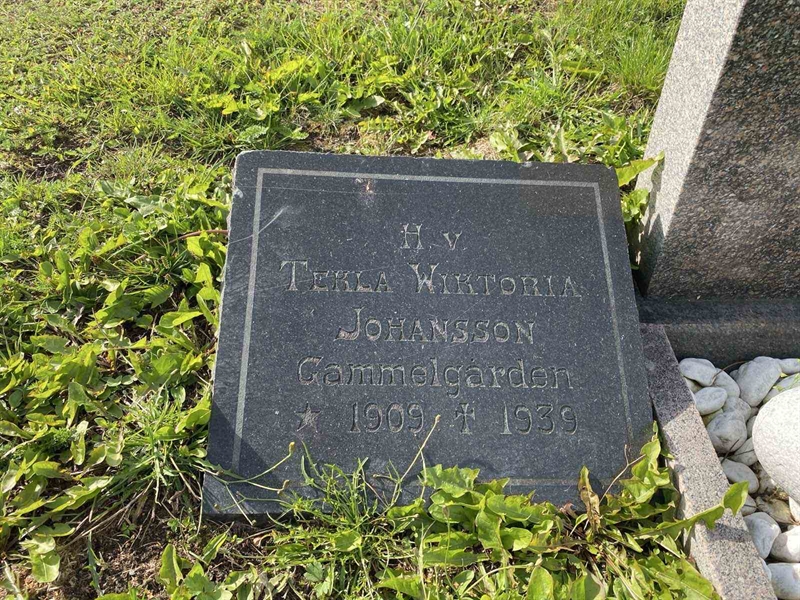 H. v.
TEKLA WIKTORIA
JOHANSSON
Gammelgården
★ 1909 ✝ 1939